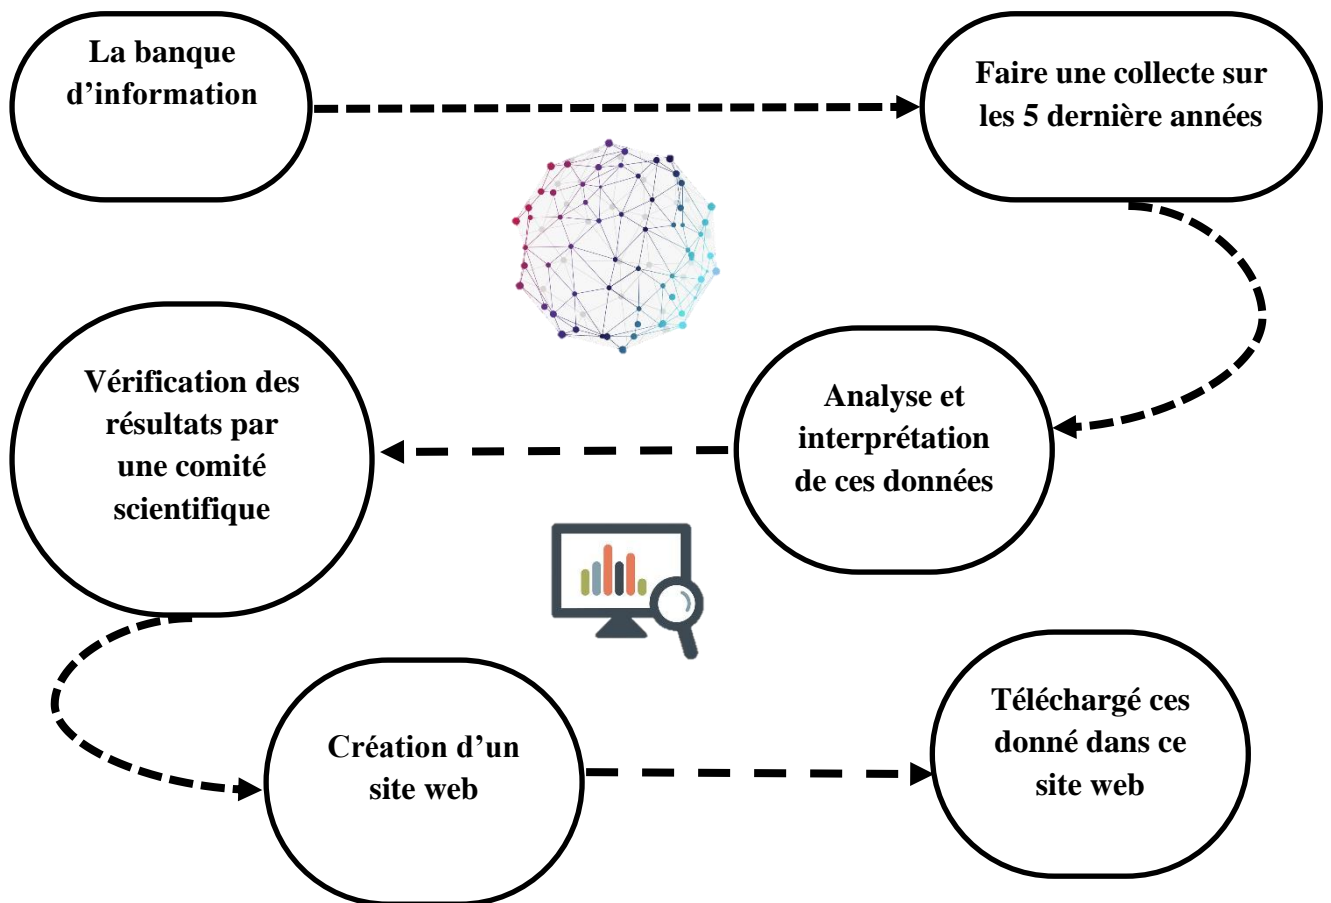 La banque
d’information
Faire une collecte sur
les 5 dernière années
Analyse et
interprétation
de ces données
Vérification des
résultats par
une comité
scientifique
Création d’un
site web
Téléchargé ces
donné dans ce
site web